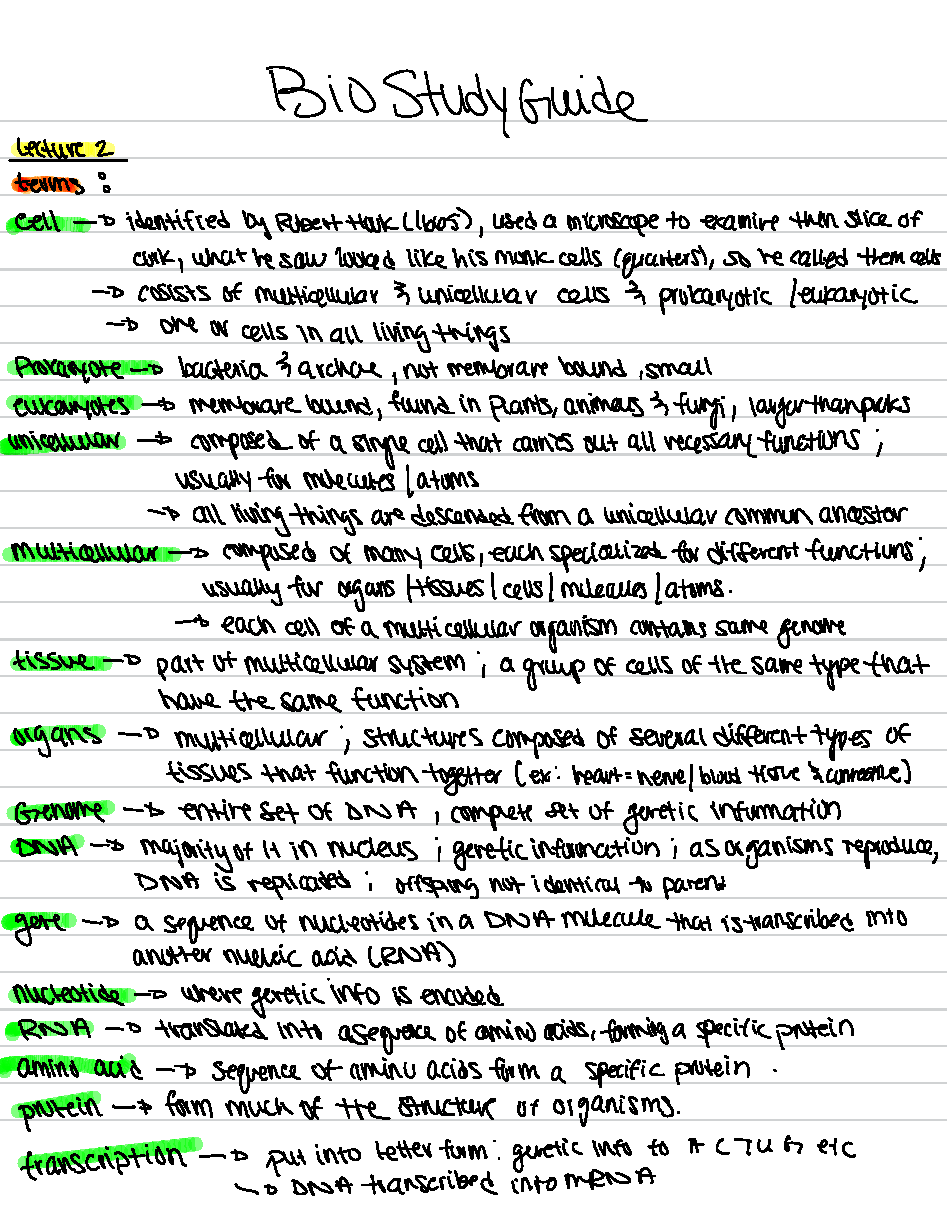 Bio Study Guide
Lecture 2
terms :
cell → identified by Robert Hook (1665), used a microscope to examine thin slice of
cork, what he saw looked like his monk cells (quarters), so he called them cells
→ cosists of multicellular & unicellular cells & prokaryotic / eukaryotic
→ one or cells in all living things
Prokaryote → bacteria & archae, not membrane bound, small
eukaryotes → membrane bound, found in plants, animals & fungi, larger than proks
unicellular → composed of a single cell that carries out all necessary functions ;
usually for molecules / atoms
→ all living things are descended from a unicellular common ancestor
Multicellular → composed of many cells, each specialized for different functions ;
usually for organs / tissues / cells / molecules / atoms.
→ each cell of a multicellular organism contains same genome
tissue → part of multicellular system ; a group of cells of the same type that
have the same function
organs → multicellular ; structures composed of several different types of
tissues that function together (ex: heart = nerve / blood tissue &
Genome → entire set of DNA ; complete set of genetic information
DNA → majority of it in nucleus ; genetic information ; as organisms reproduce,
DNA is replicated ; offspring not identical to parent
gene → a sequence of nucleotides in a DNA molecule that is transcribed into
another nucleic acid (RNA)
nucleotide → where genetic info is encoded
RNA → translated into a sequence of amino acids, forming a specific protein
amino acid → sequence of amino acids form a specific protein .
protein → form much of the structure of organisms.
transcription → put into letter form : genetic info to A C T U G etc
↳ DNA transcribed into mRNA